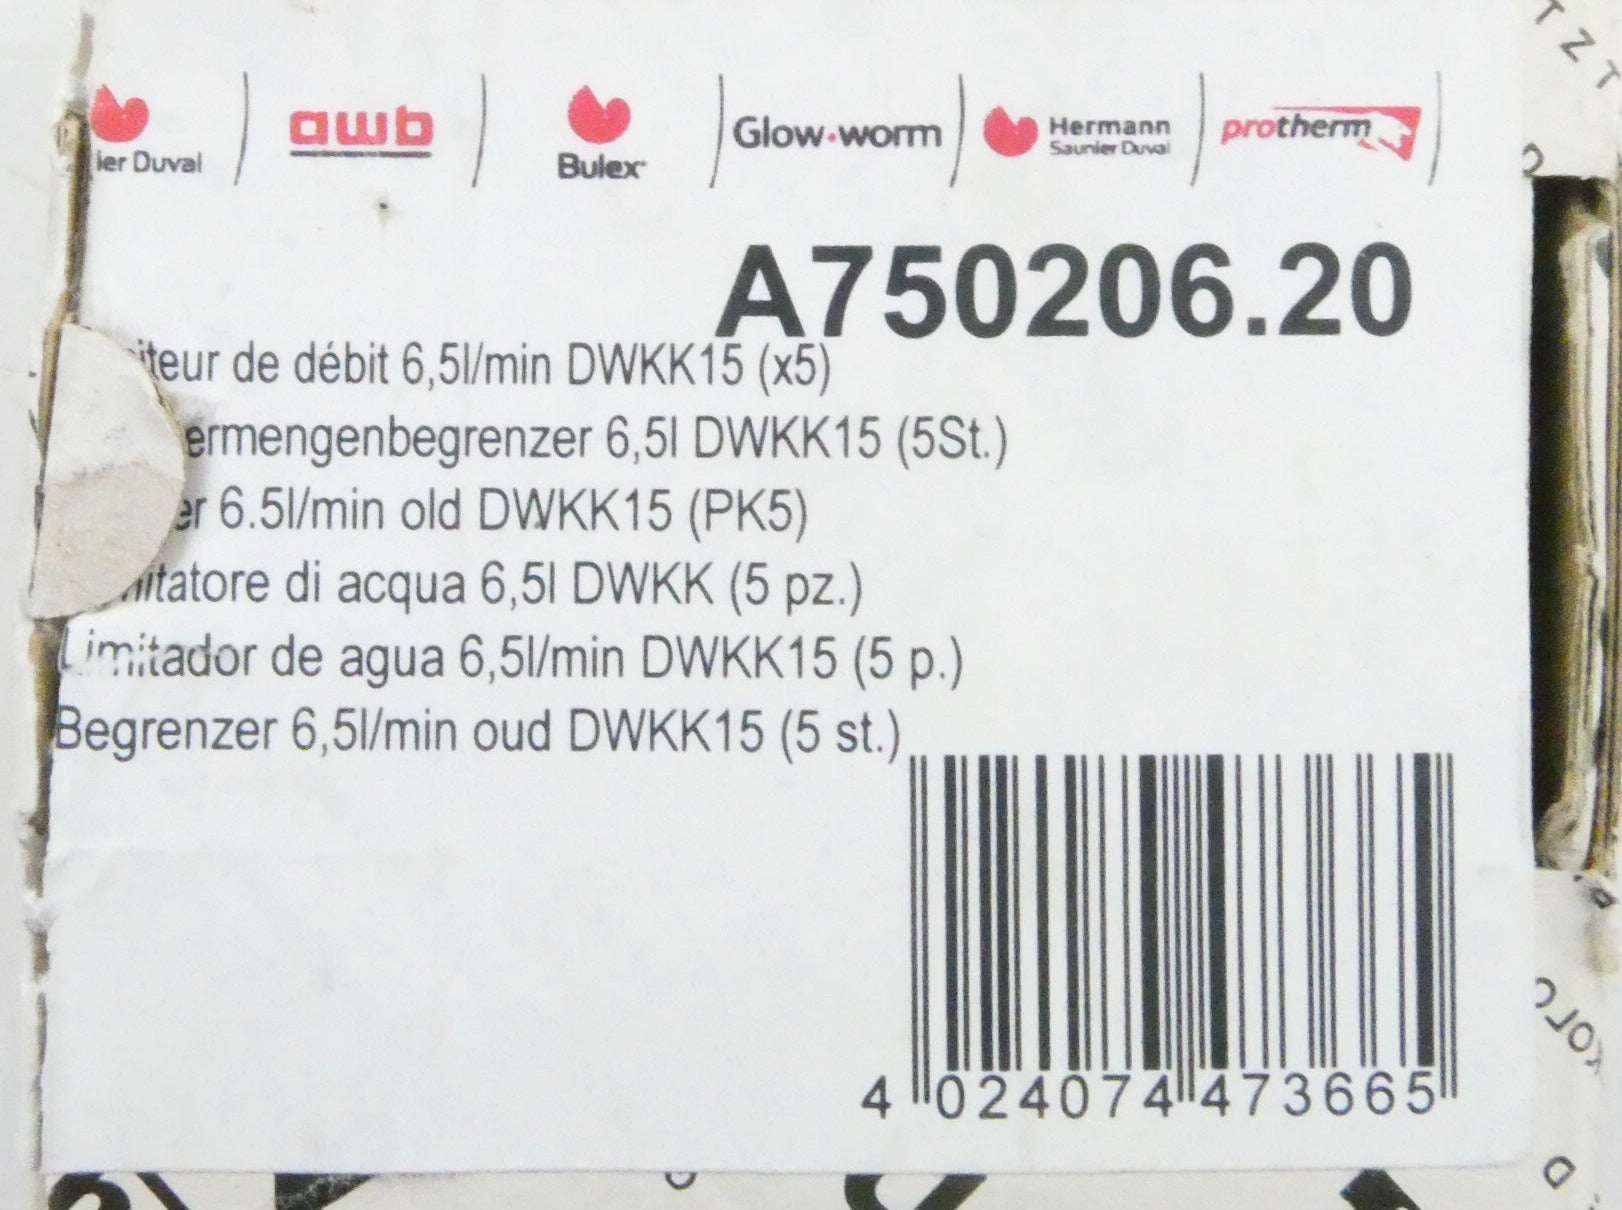 ier Duval awb Bulex Glow-worm Hermann Saunier Duval protherm
A750206.20
iteur de débit 6,5l/min DWKK15 (x5)
ermengenbegrenzer 6,5l DWKK15 (5St.)
er 6.5l/min old DWKK15 (PK5)
itatore di acqua 6,5l DWKK (5 pz.)
Limitador de agua 6,5l/min DWKK15 (5 p.)
Begrenzer 6,5l/min oud DWKK15 (5 st.)
4 024074 473665